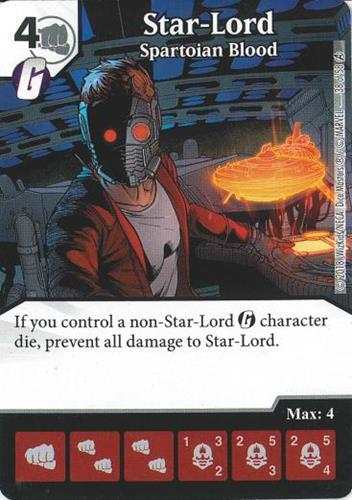 4
Star-Lord
Spartoian Blood
G
If you control a non-Star-Lord G character
die, prevent all damage to Star-Lord.
Max: 4
1 3 2
2 5 3
2 5 4